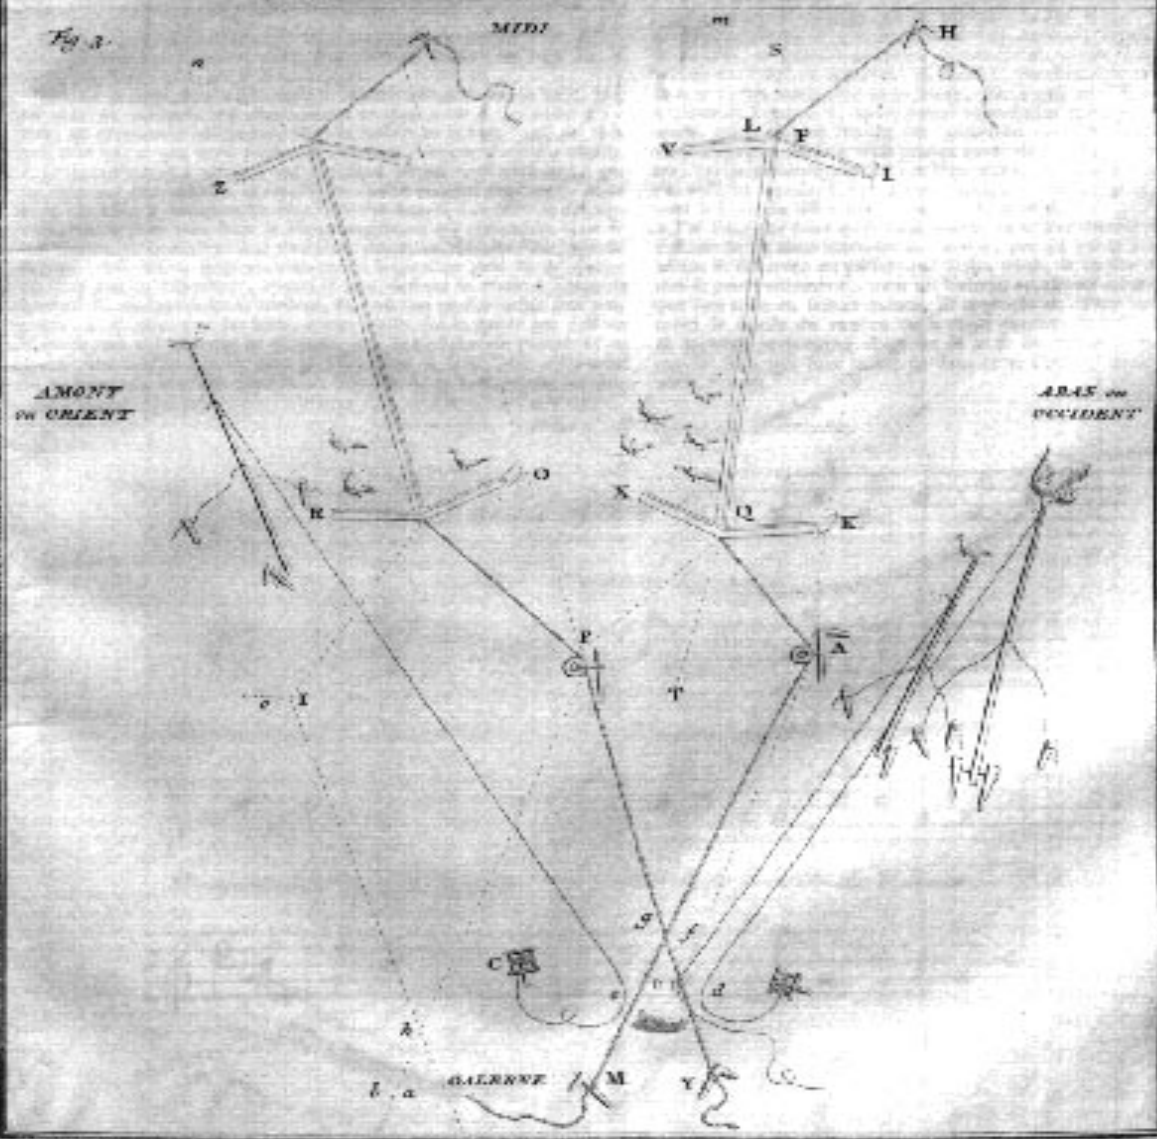 Fig. 3.
MIDI
m
S
H
n
L
F
V
I
Z
AMONT
ou ORIENT
ABAS ou
OCCIDENT
O
X
R
Q
K
P
A
T
o
I
g
f
C
e
d
h
b. a
GALERNE
M
Y